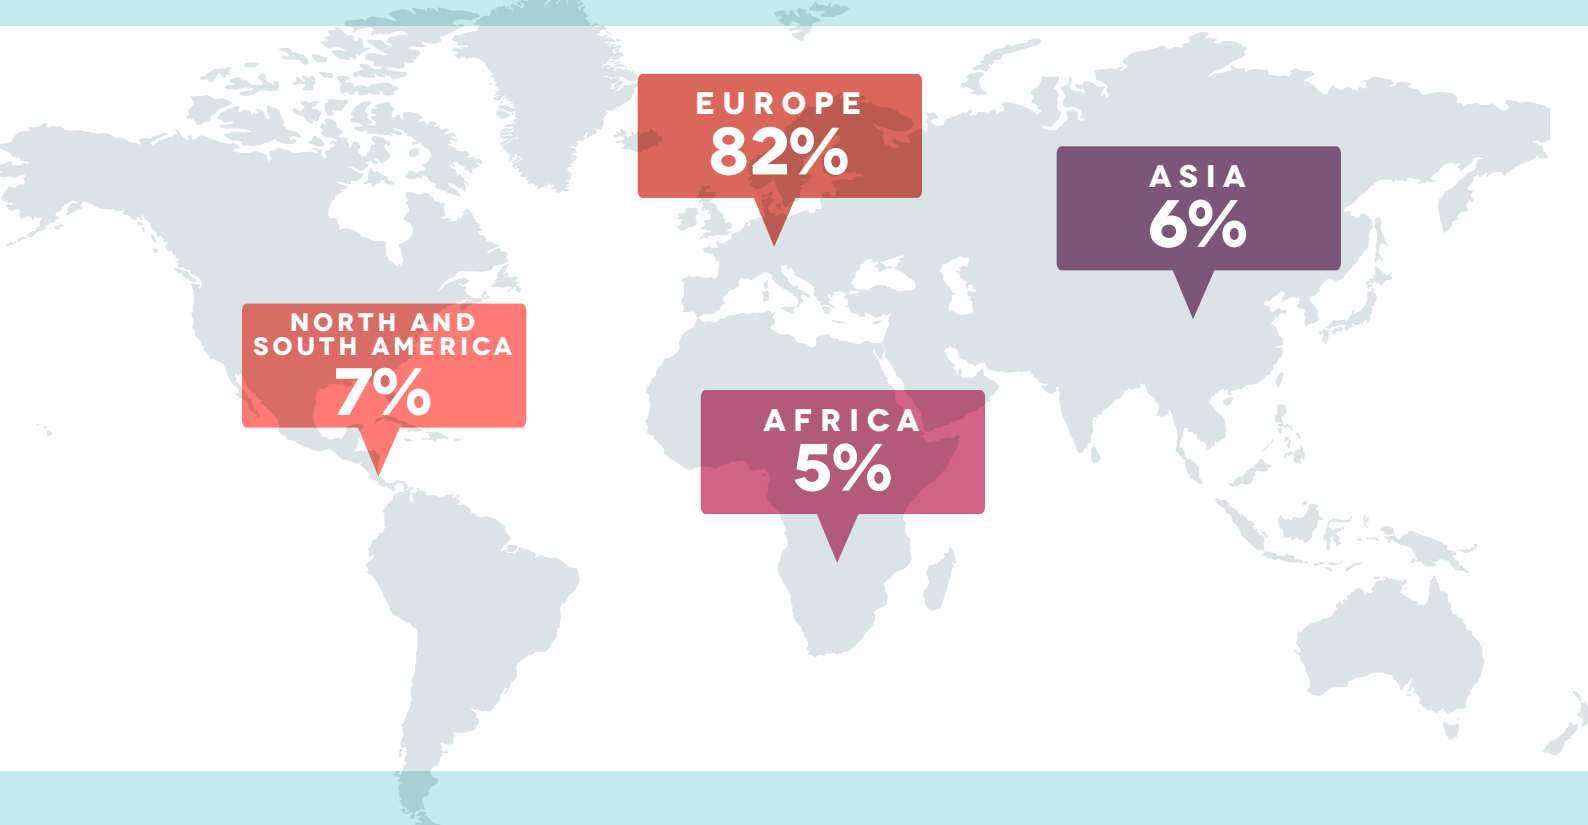 EUROPE
82%
ASIA
6%
NORTH AND
SOUTH AMERICA
7%
AFRICA
5%